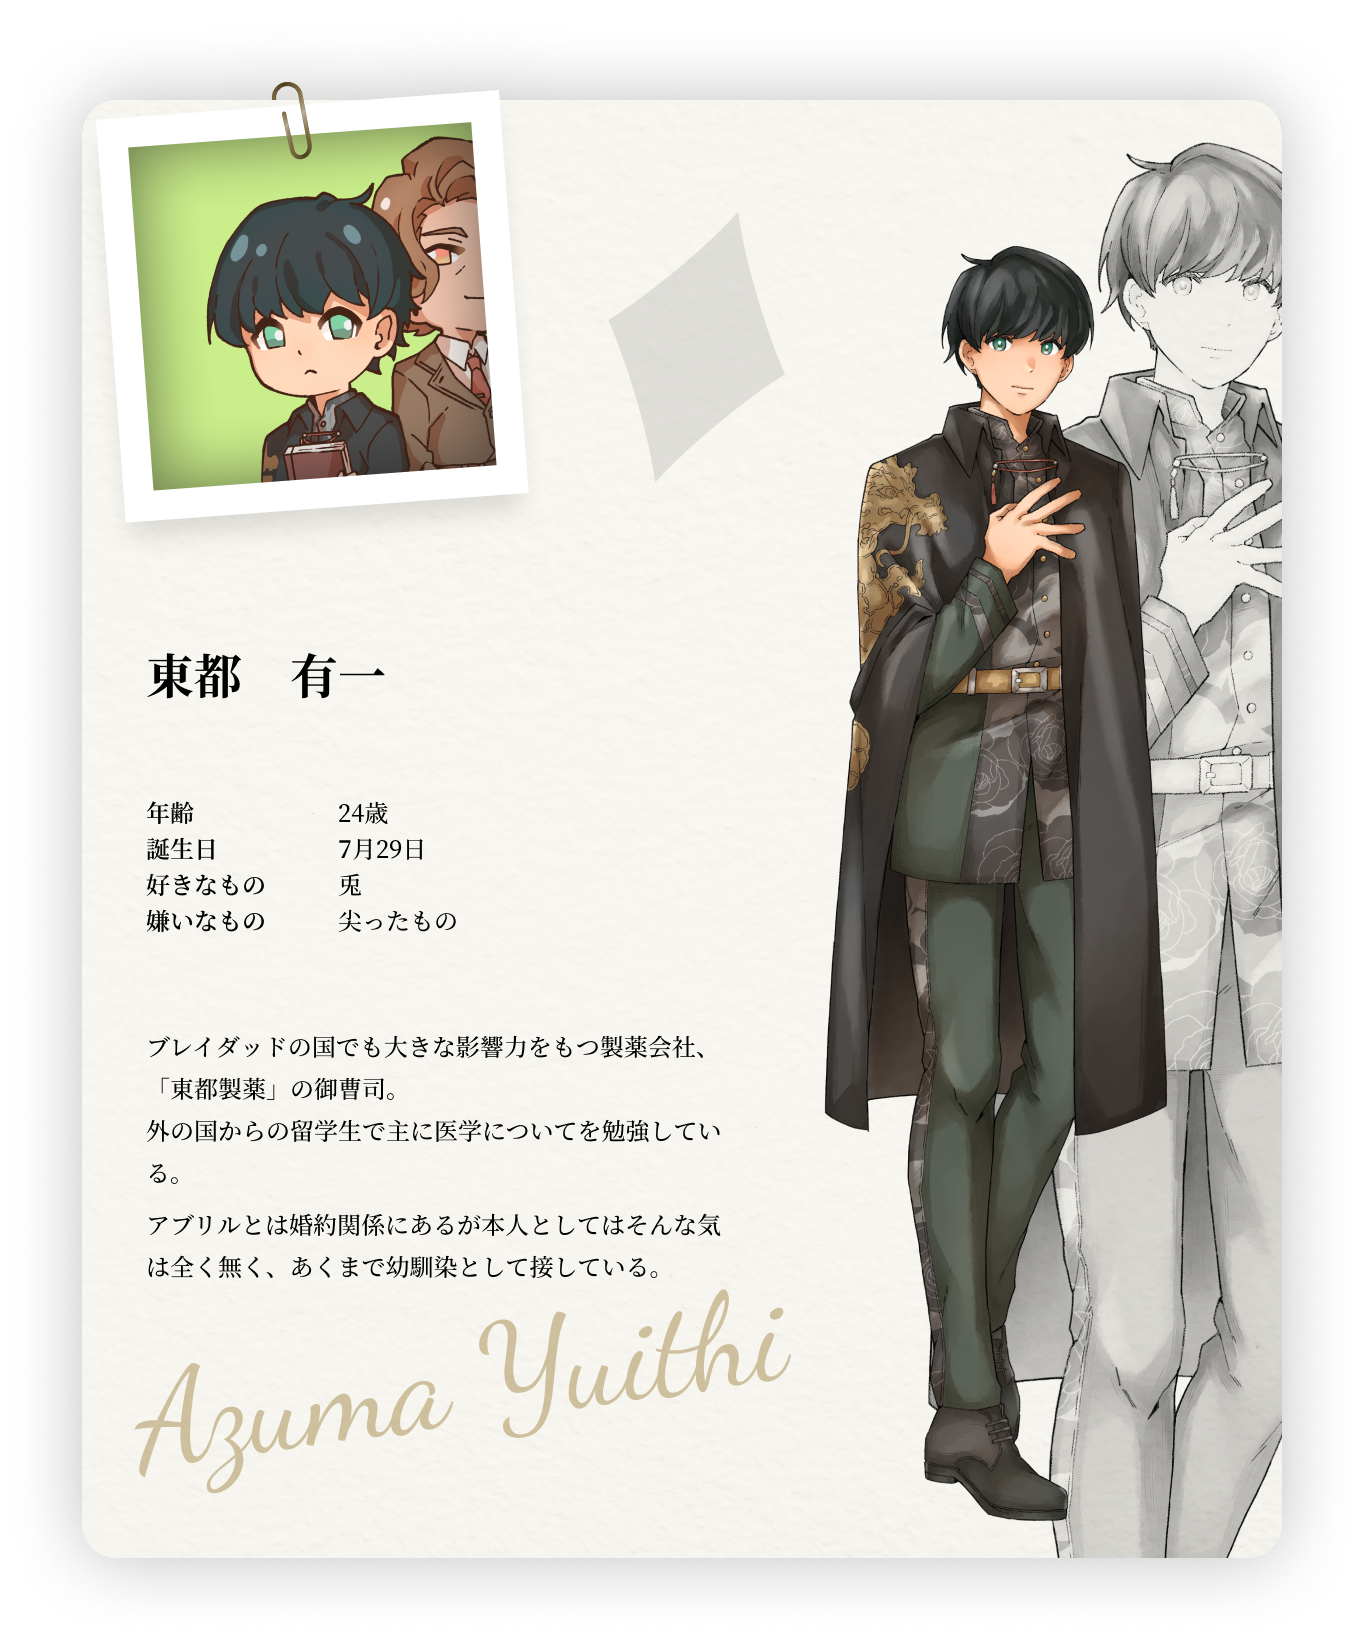 東都　有一
年齢　24歳
誕生日　7月29日
好きなもの　兎
嫌いなもの　尖ったもの
ブレイダッドの国でも大きな影響力をもつ製薬会社、
「東都製薬」の御曹司。
外の国からの留学生で主に医学についてを勉強してい
る。
アブリルとは婚約関係にあるが本人としてはそんな気
は全く無く、あくまで幼馴染として接している。
Azuma Yuithi